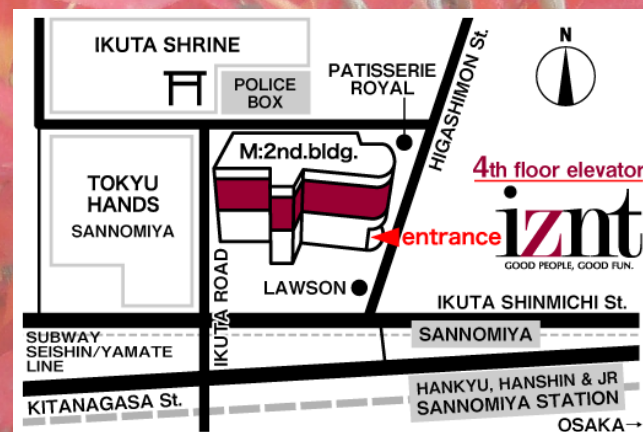 IKUTA SHRINE
POLICE
BOX
PATISSERIE
ROYAL
HIGASHIMON St.
N
M:2nd.bldg.
TOKYU
HANDS
SANNOMIYA
4th floor elevator
iznt
GOOD PEOPLE, GOOD FUN.
entrance
LAWSON
IKUTA ROAD
IKUTA SHINMICHI St.
SUBWAY
SEISHIN/YAMATE
LINE
SANNOMIYA
KITANAGASA St.
HANKYU, HANSHIN & JR
SANNOMIYA STATION
OSAKA→